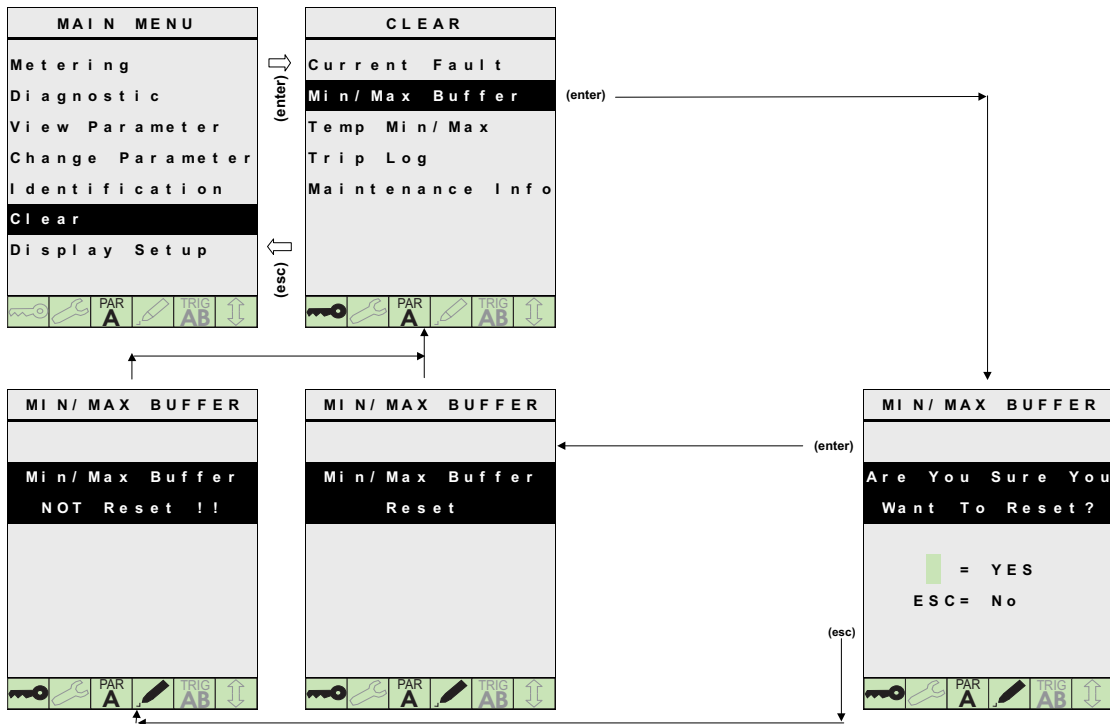 MAIN MENU
Metering
Diagnostic
View Parameter
Change Parameter
Identification
Clear
Display Setup
PAR
A
TRIG
AB
(enter)
(esc)
CLEAR
Current Fault
Min/Max Buffer
Temp Min/Max
Trip Log
Maintenance Info
PAR
A
TRIG
AB
(enter)
MIN/MAX BUFFER
Min/Max Buffer
NOT Reset !!
PAR
A
TRIG
AB
MIN/MAX BUFFER
Min/Max Buffer
Reset
PAR
A
TRIG
AB
(enter)
(esc)
MIN/MAX BUFFER
Are You Sure You
Want To Reset?
= YES
ESC= No
PAR
A
TRIG
AB